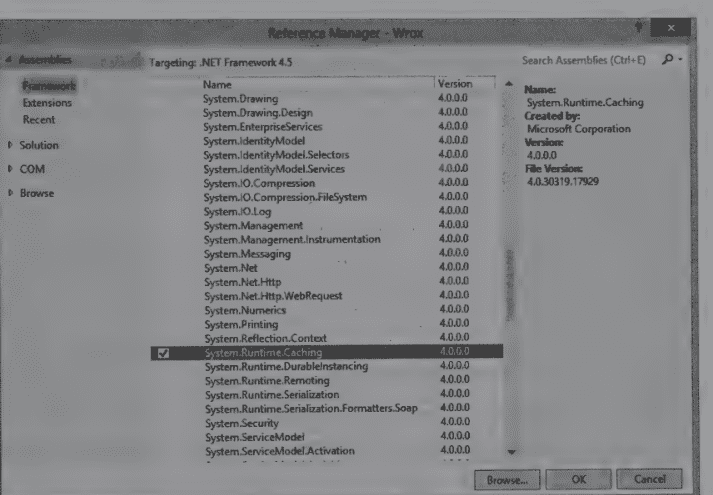 Reference Manager - Wrox
Assemblies
Framework
Extensions
Recent
Solution
COM
Browse
Targeting: .NET Framework 4.5
Search Assemblies (Ctrl+E)
Name Version
System.Drawing 4.0.0.0
System.Drawing.Design 4.0.0.0
System.EnterpriseServices 4.0.0.0
System.IdentityModel 4.0.0.0
System.IdentityModel.Selectors 4.0.0.0
System.IdentityModel.Services 4.0.0.0
System.IO.Compression 4.0.0.0
System.IO.Compression.FileSystem 4.0.0.0
System.IO.Log 4.0.0.0
System.Management 4.0.0.0
System.Management.Instrumentation 4.0.0.0
System.Messaging 4.0.0.0
System.Net 4.0.0.0
System.Net.Http 4.0.0.0
System.Net.Http.WebRequest 4.0.0.0
System.Numerics 4.0.0.0
System.Printing 4.0.0.0
System.Reflection.Context 4.0.0.0
System.Runtime.Caching 4.0.0.0
System.Runtime.DurableInstancing 4.0.0.0
System.Runtime.Remoting 4.0.0.0
System.Runtime.Serialization 4.0.0.0
System.Runtime.Serialization.Formatters.Soap 4.0.0.0
System.Security 4.0.0.0
System.ServiceModel 4.0.0.0
System.ServiceModel.Activation 4.0.0.0
Name:
System.Runtime.Caching
Created by:
Microsoft Corporation
Version:
4.0.0.0
File Version:
4.0.30319.17929
Browse...
OK
Cancel